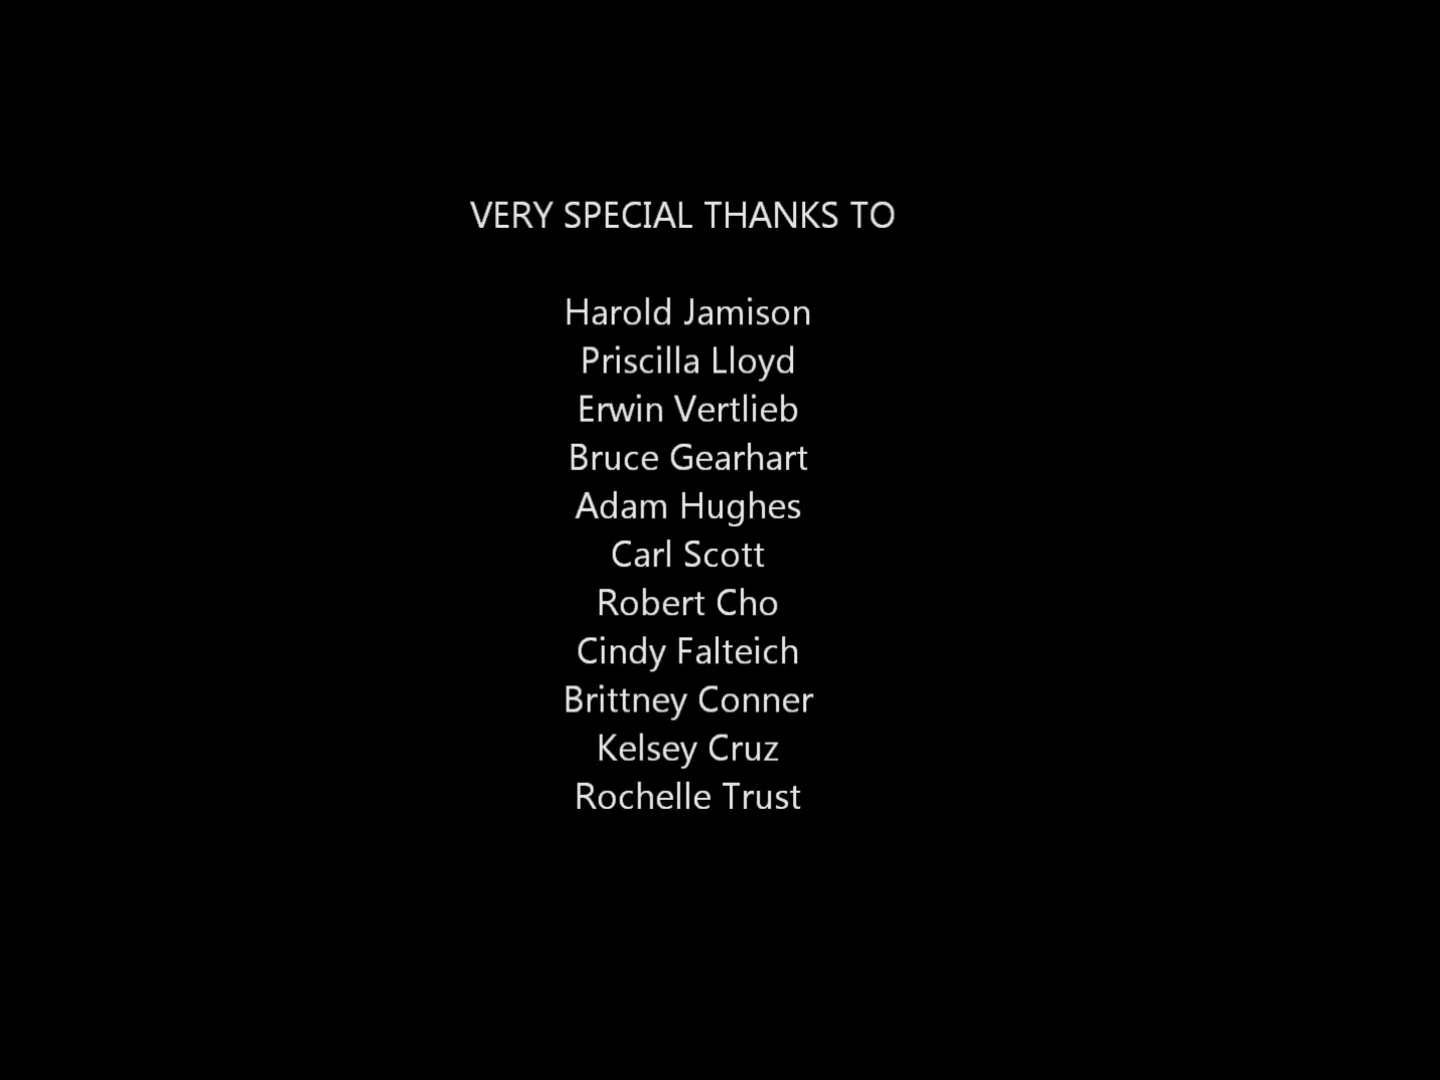 VERY SPECIAL THANKS TO
Harold Jamison
Priscilla Lloyd
Erwin Vertlieb
Bruce Gearhart
Adam Hughes
Carl Scott
Robert Cho
Cindy Falteich
Brittney Conner
Kelsey Cruz
Rochelle Trust